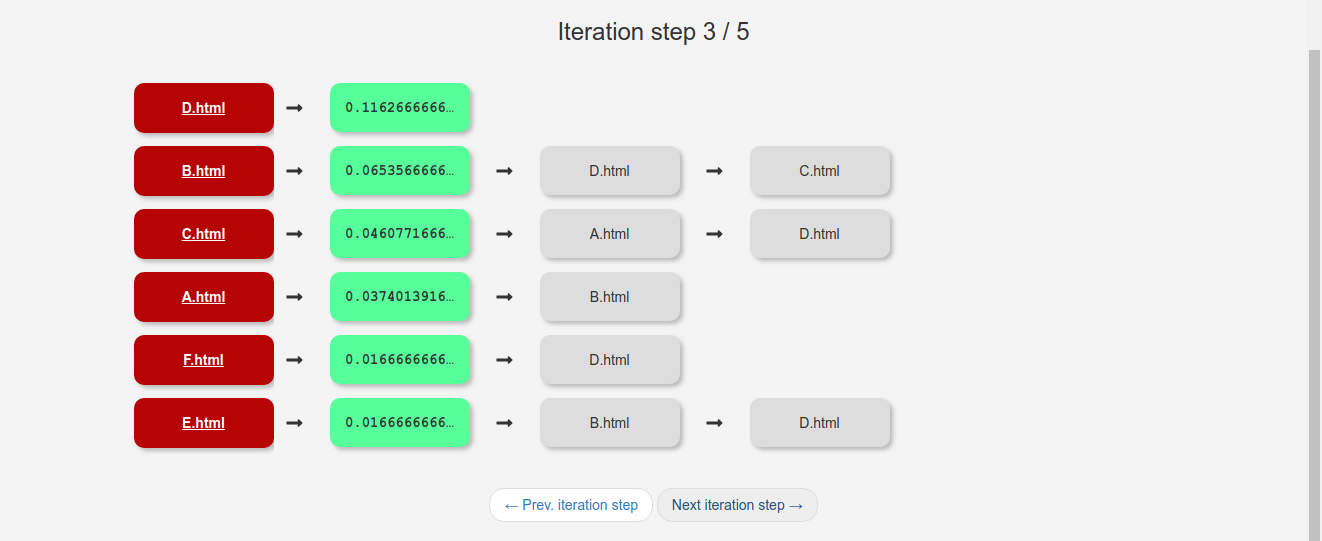 Iteration step 3 / 5
D.html → 0.1162666666…
B.html → 0.0653566666… → D.html → C.html
C.html → 0.0460771666… → A.html → D.html
A.html → 0.0374013916… → B.html
F.html → 0.0166666666… → D.html
E.html → 0.0166666666… → B.html → D.html
← Prev. iteration step Next iteration step →